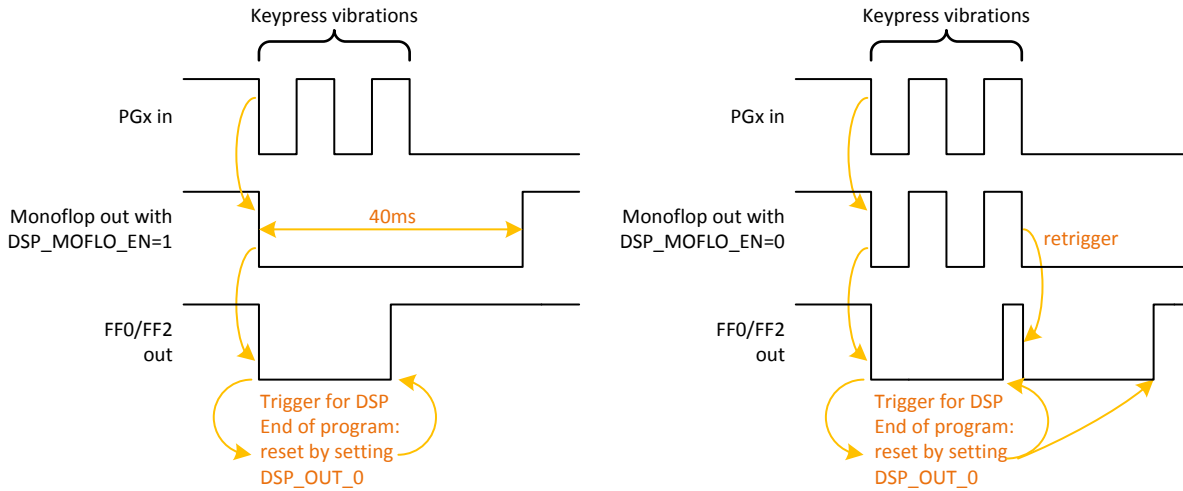 Keypress vibrations
PGx in
Monoflop out with
DSP_MOFLO_EN=1
40ms
FF0/FF2
out
Trigger for DSP
End of program:
reset by setting
DSP_OUT_0
Keypress vibrations
PGx in
Monoflop out with
DSP_MOFLO_EN=0
retrigger
FF0/FF2
out
Trigger for DSP
End of program:
reset by setting
DSP_OUT_0